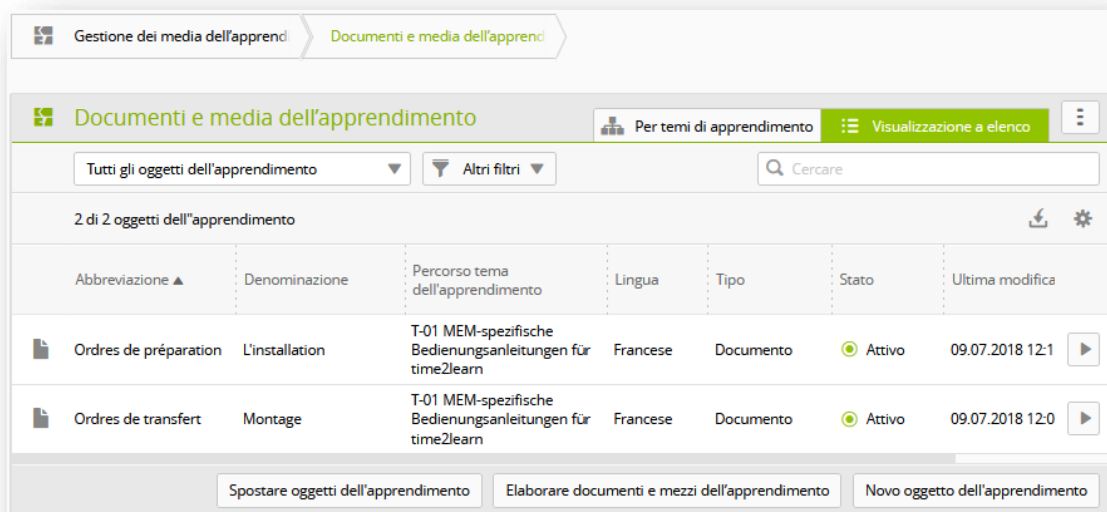 Gestione dei media dell'apprend
Documenti e media dell'apprend
Documenti e media dell'apprendimento
Per temi di apprendimento
Visualizzazione a elenco
Tutti gli oggetti dell'apprendimento
Altri filtri
Cercare
2 di 2 oggetti dell"apprendimento
Abbreviazione ▲
Denominazione
Percorso tema
dell'apprendimento
Lingua
Tipo
Stato
Ultima modifica
Ordres de préparation
L'installation
T-01 MEM-spezifische
Bedienungsanleitungen für
time2learn
Francese
Documento
Attivo
09.07.2018 12:1
Ordres de transfert
Montage
T-01 MEM-spezifische
Bedienungsanleitungen für
time2learn
Francese
Documento
Attivo
09.07.2018 12:0
Spostare oggetti dell'apprendimento
Elaborare documenti e mezzi dell'apprendimento
Novo oggetto dell'apprendimento